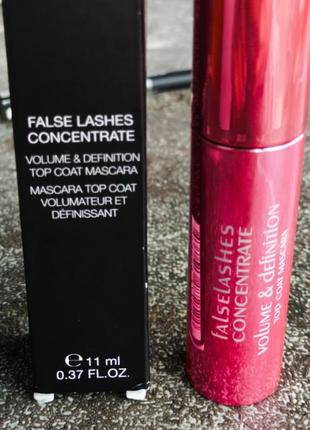 FALSE LASHES
CONCENTRATE
VOLUME & DEFINITION
TOP COAT MASCARA
MASCARA TOP COAT
VOLUMATEUR ET
DÉFINISSANT
℮ 11 ml
0.37 FL.OZ.
falseLASHES
CONCENTRATE
VOLUME & definition
TOP COAT MASCARA